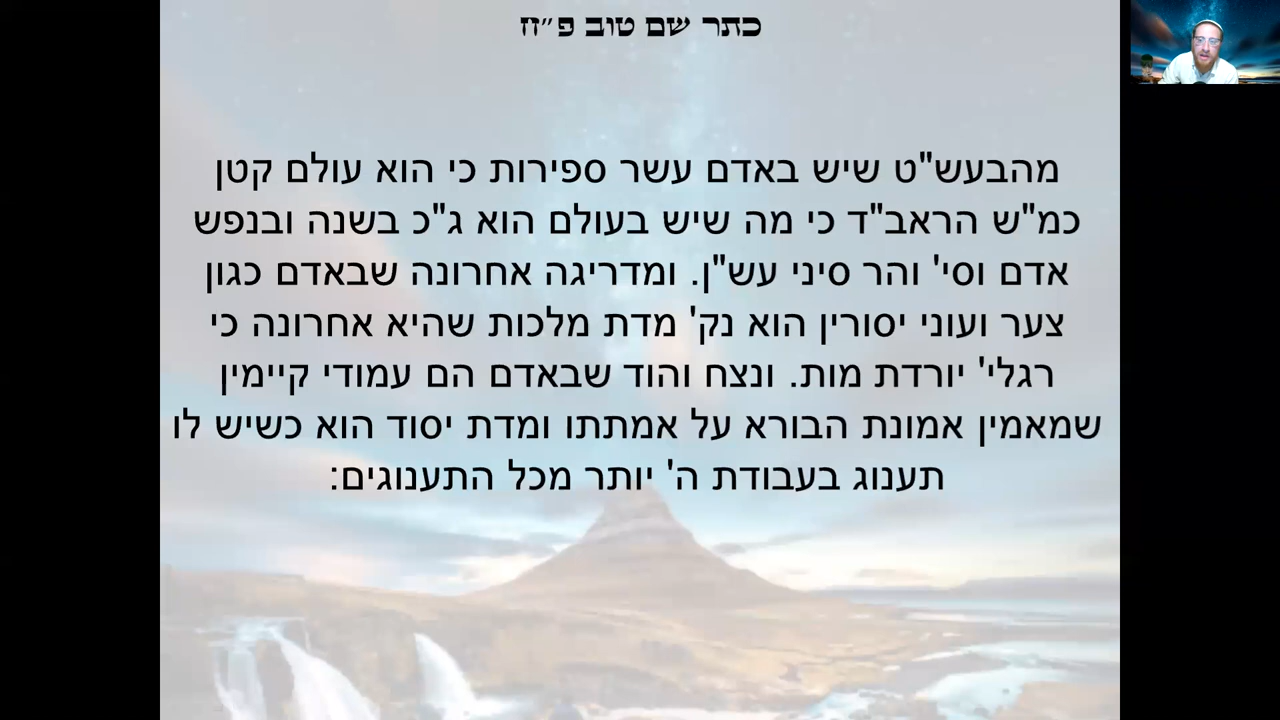 כתר שם טוב פ״ח
מהבעש"ט שיש באדם עשר ספירות כי הוא עולם קטן
כמ"ש הראב"ד כי מה שיש בעולם הוא ג"כ בשנה ובנפש
אדם וסי' והר סיני עש"ן. ומדריגה אחרונה שבאדם כגון
צער ועוני יסורין הוא נק' מדת מלכות שהיא אחרונה כי
רגלי' יורדת מות. ונצח והוד שבאדם הם עמודי קיימין
שמאמין אמונת הבורא על אמתתו ומדת יסוד הוא כשיש לו
תענוג בעבודת ה' יותר מכל התענוגים: